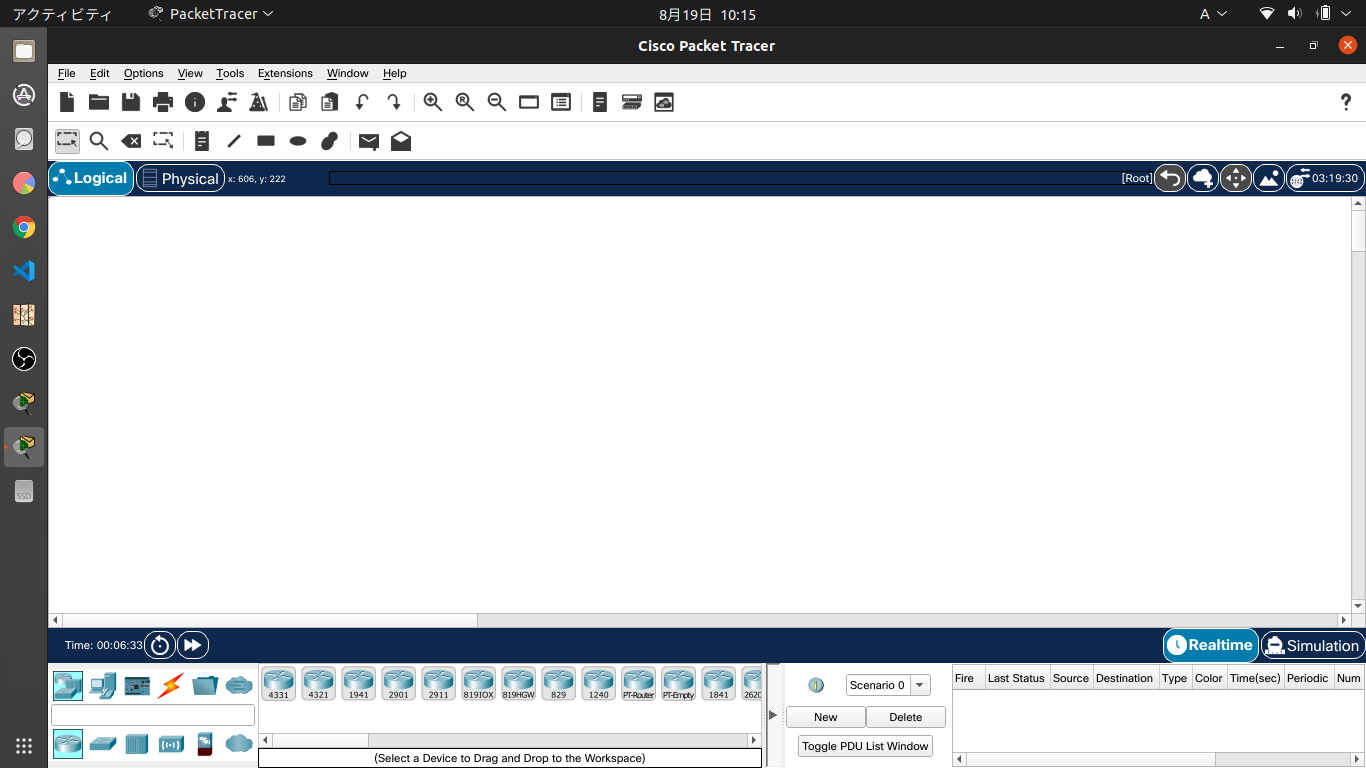 アクティビティ PacketTracer 8月19日 10:15 A
Cisco Packet Tracer
File Edit Options View Tools Extensions Window Help
?
Logical Physical x: 606, y: 222 [Root] 03:19:30
Time: 00:06:33 Realtime Simulation
4331 4321 1941 2901 2911 819IOX 819HGW 829 1240 PT-Router PT-Empty 1841 2620
(Select a Device to Drag and Drop to the Workspace)
Scenario 0
New Delete
Toggle PDU List Window
Fire Last Status Source Destination Type Color Time(sec) Periodic Num
SSD